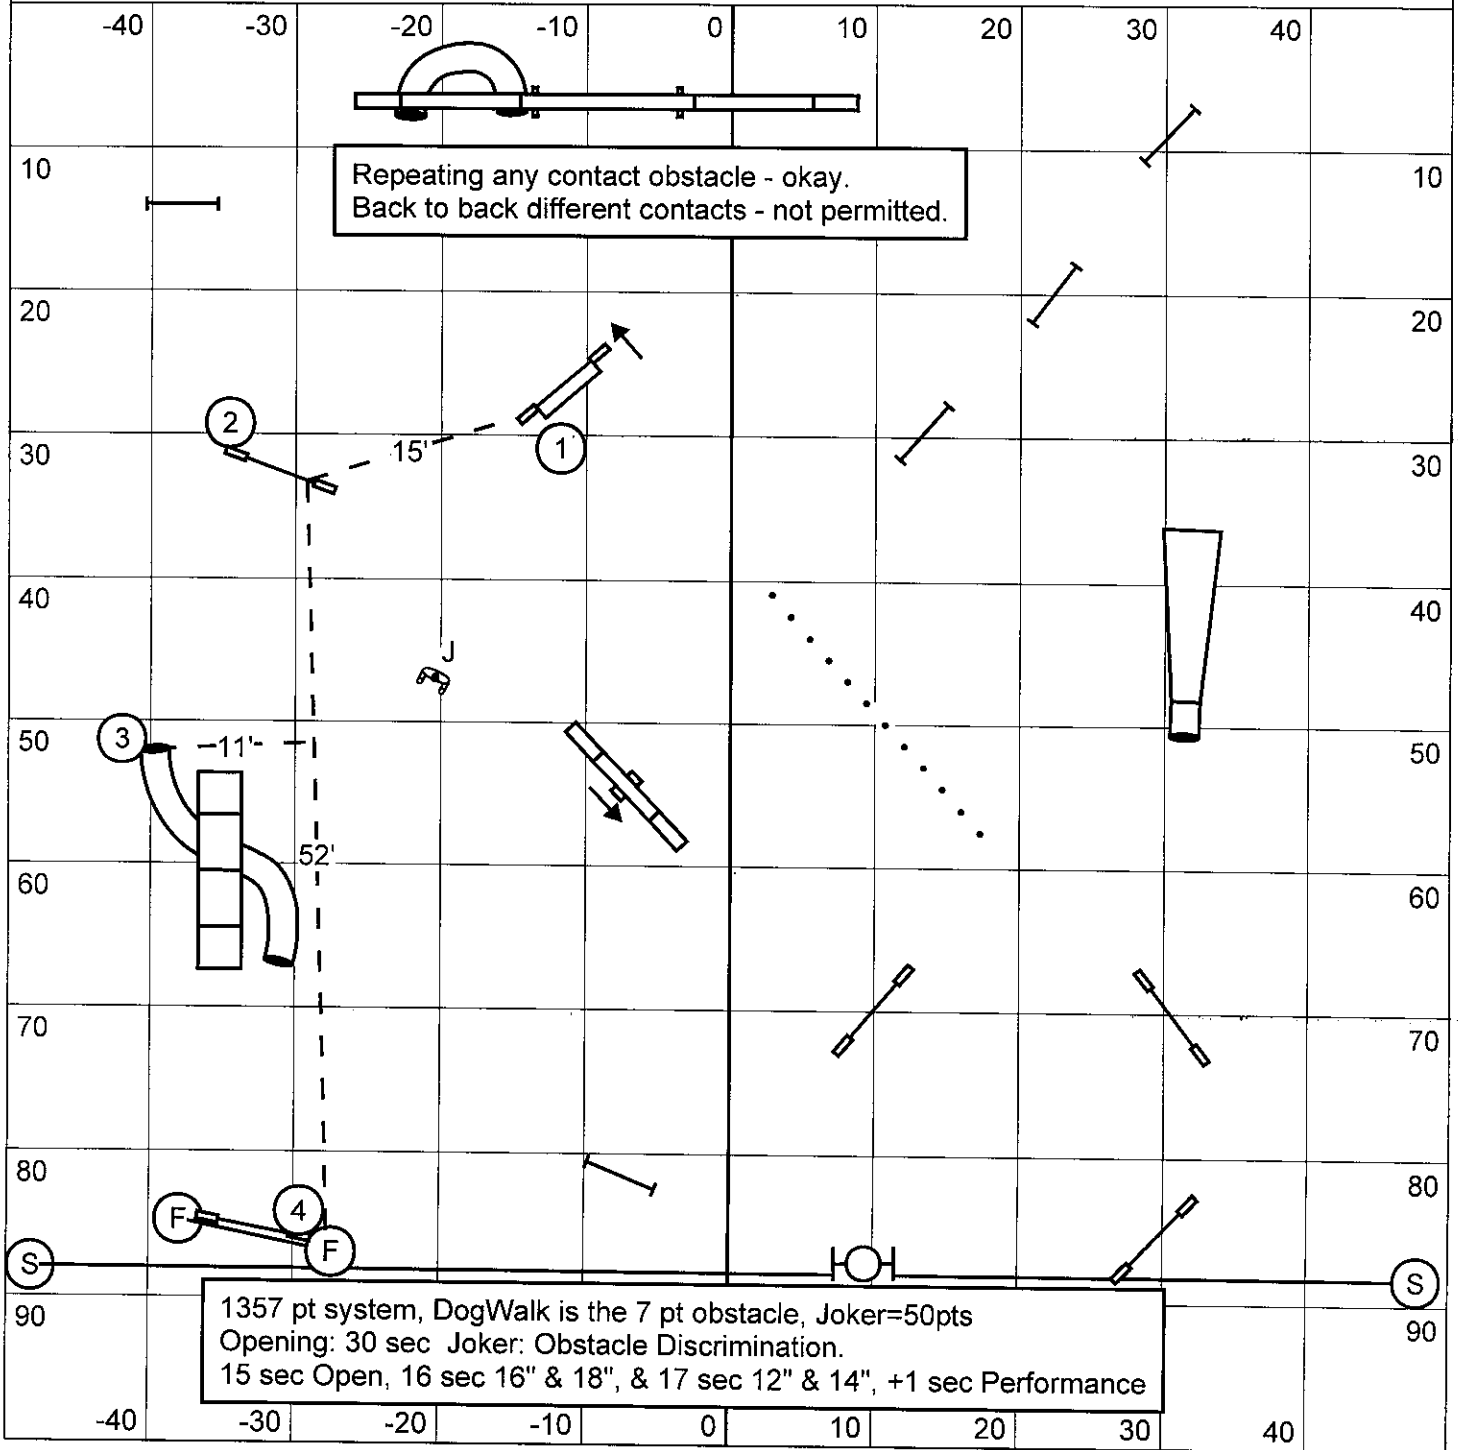 -40 -30 -20 -10 0 10 20 30 40
10 10
Repeating any contact obstacle - okay.
Back to back different contacts - not permitted.
20 20
2
15'
1
30 30
40 40
J
3
11'
50 50
52'
60 60
70 70
80 80
F 4 F
S S
90 90
1357 pt system, DogWalk is the 7 pt obstacle, Joker=50pts
Opening: 30 sec Joker: Obstacle Discrimination.
15 sec Open, 16 sec 16" & 18", & 17 sec 12" & 14", +1 sec Performance
-40 -30 -20 -10 0 10 20 30 40